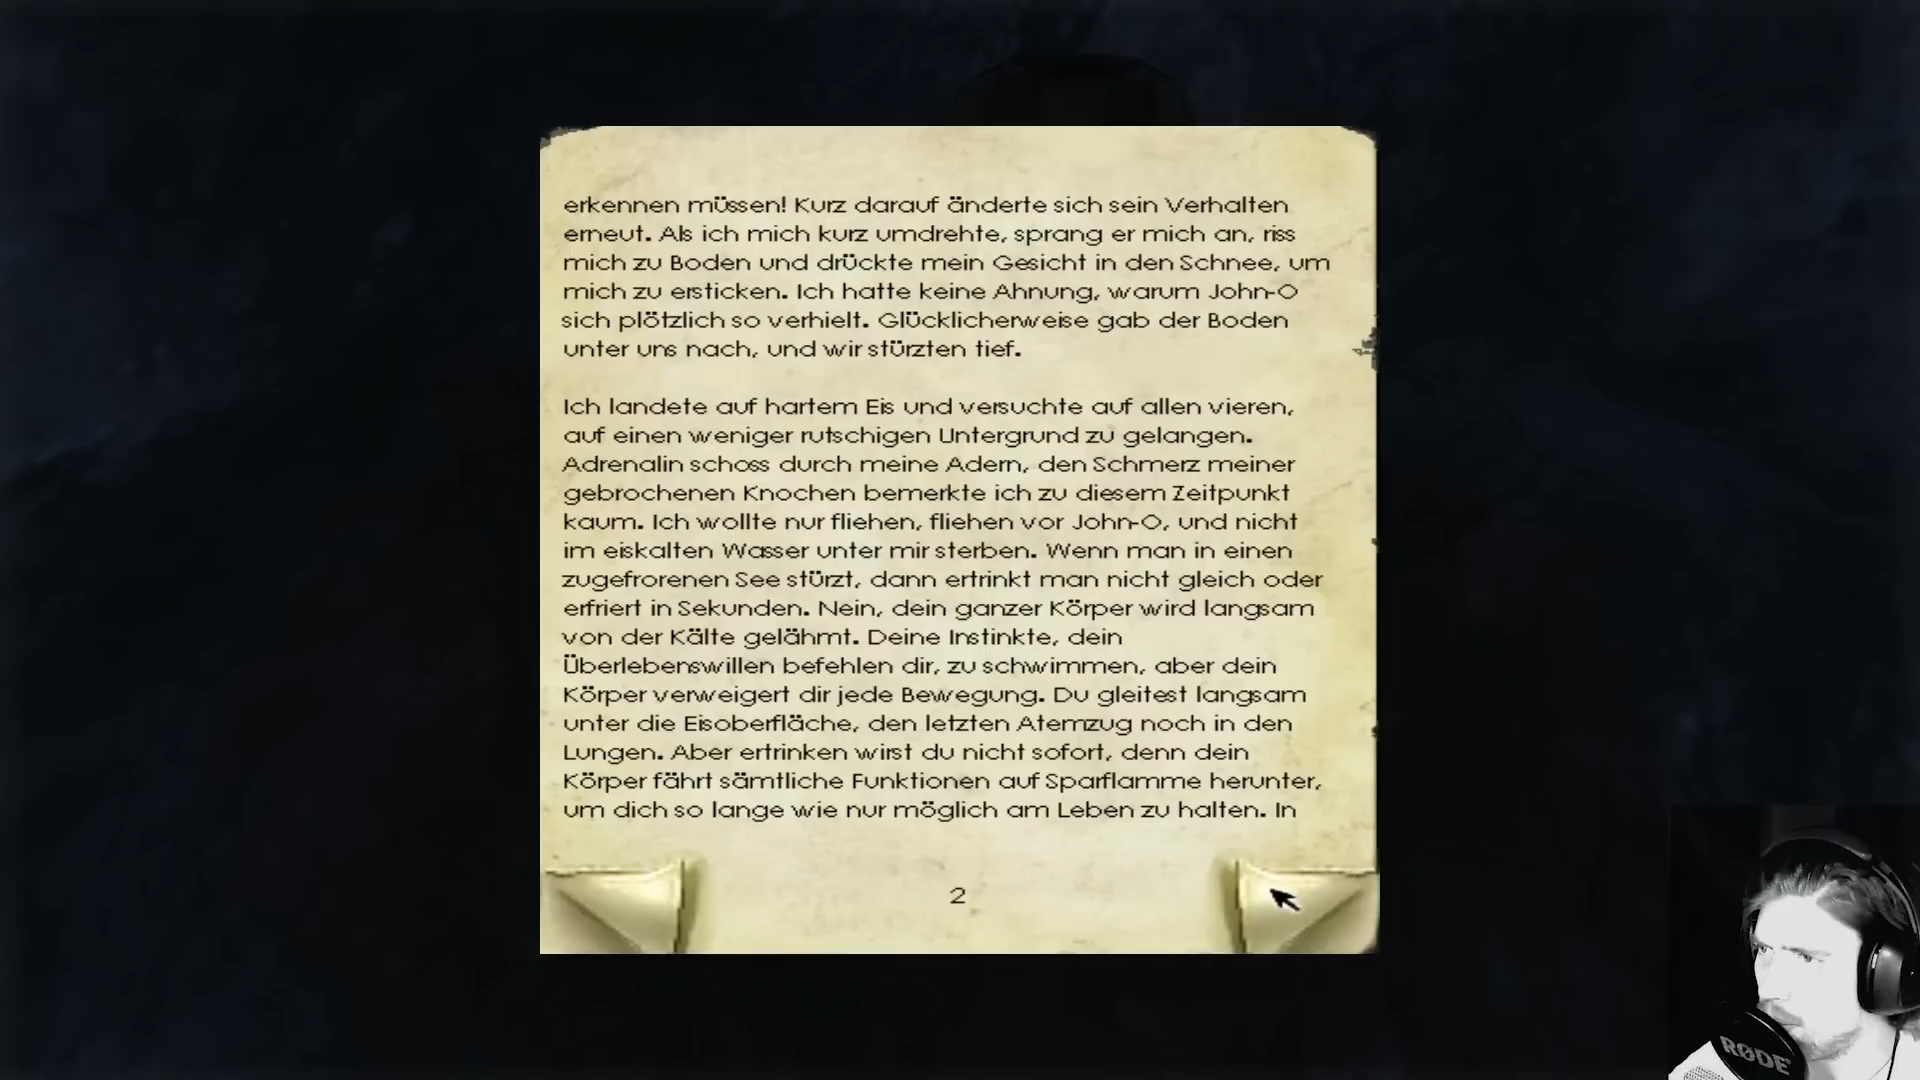 erkennen müssen! Kurz darauf änderte sich sein Verhalten
erneut. Als ich mich kurz umdrehte, sprang er mich an, riss
mich zu Boden und drückte mein Gesicht in den Schnee, um
mich zu ersticken. Ich hatte keine Ahnung, warum John-O
sich plötzlich so verhielt. Glücklicherweise gab der Boden
unter uns nach, und wir stürzten tief.
Ich landete auf hartem Eis und versuchte auf allen vieren,
auf einen weniger rutschigen Untergrund zu gelangen.
Adrenalin schoss durch meine Adern, den Schmerz meiner
gebrochenen Knochen bemerkte ich zu diesem Zeitpunkt
kaum. Ich wollte nur fliehen, fliehen vor John-O, und nicht
im eiskalten Wasser unter mir sterben. Wenn man in einen
zugefrorenen See stürzt, dann ertrinkt man nicht gleich oder
erfriert in Sekunden. Nein, dein ganzer Körper wird langsam
von der Kälte gelähmt. Deine Instinkte, dein
Überlebenswillen befehlen dir, zu schwimmen, aber dein
Körper verweigert dir jede Bewegung. Du gleitest langsam
unter die Eisoberfläche, den letzten Atemzug noch in den
Lungen. Aber ertrinken wirst du nicht sofort, denn dein
Körper fährt sämtliche Funktionen auf Sparflamme herunter,
um dich so lange wie nur möglich am Leben zu halten. In
2
RØDE